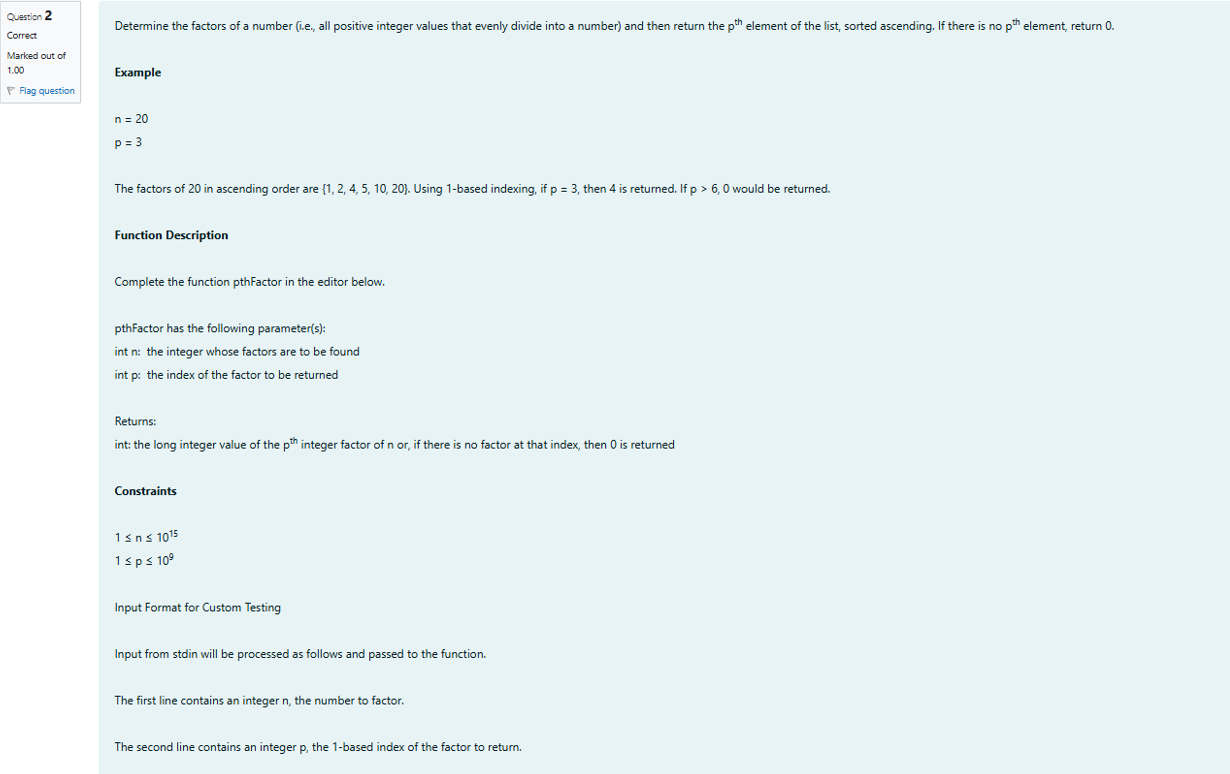 Question 2
Correct
Marked out of
1.00
Flag question
Determine the factors of a number (i.e., all positive integer values that evenly divide into a number) and then return the pth element of the list, sorted ascending. If there is no pth element, return 0.
Example
n = 20
p = 3
The factors of 20 in ascending order are {1, 2, 4, 5, 10, 20}. Using 1-based indexing, if p = 3, then 4 is returned. If p > 6, 0 would be returned.
Function Description
Complete the function pthFactor in the editor below.
pthFactor has the following parameter(s):
int n: the integer whose factors are to be found
int p: the index of the factor to be returned
Returns:
int: the long integer value of the pth integer factor of n or, if there is no factor at that index, then 0 is returned
Constraints
1 ≤ n ≤ 10¹⁵
1 ≤ p ≤ 10⁹
Input Format for Custom Testing
Input from stdin will be processed as follows and passed to the function.
The first line contains an integer n, the number to factor.
The second line contains an integer p, the 1-based index of the factor to return.